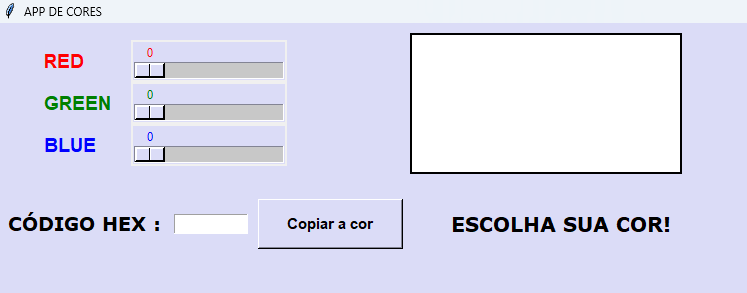 APP DE CORES
RED
0
GREEN
0
BLUE
0
CÓDIGO HEX :
Copiar a cor
ESCOLHA SUA COR!